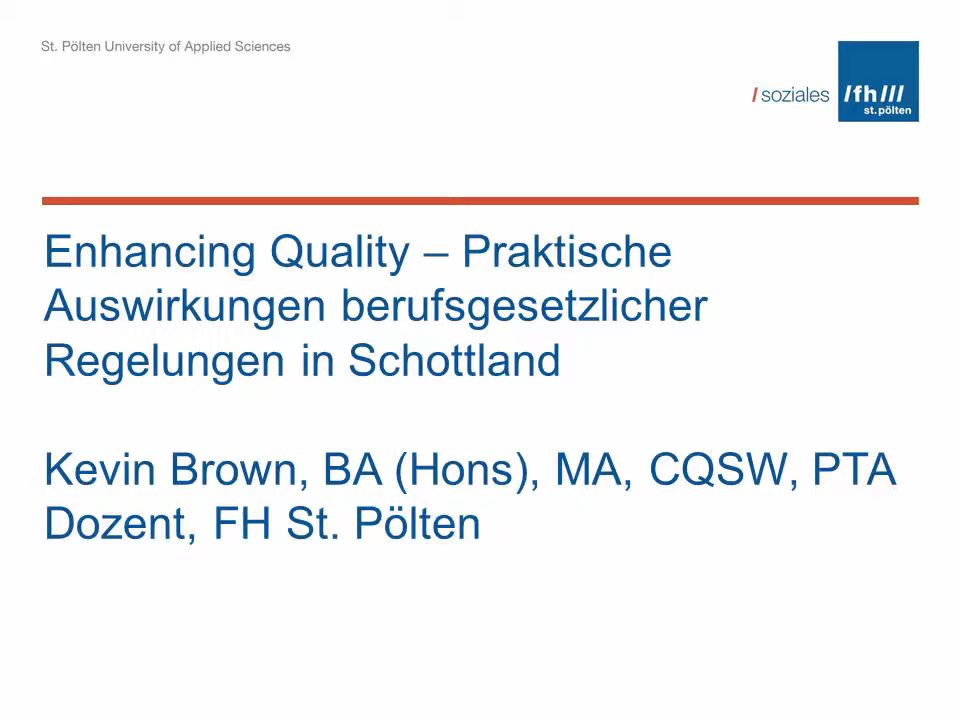 St. Pölten University of Applied Sciences
/ soziales
/fh///
st.pölten
Enhancing Quality – Praktische
Auswirkungen berufsgesetzlicher
Regelungen in Schottland
Kevin Brown, BA (Hons), MA, CQSW, PTA
Dozent, FH St. Pölten